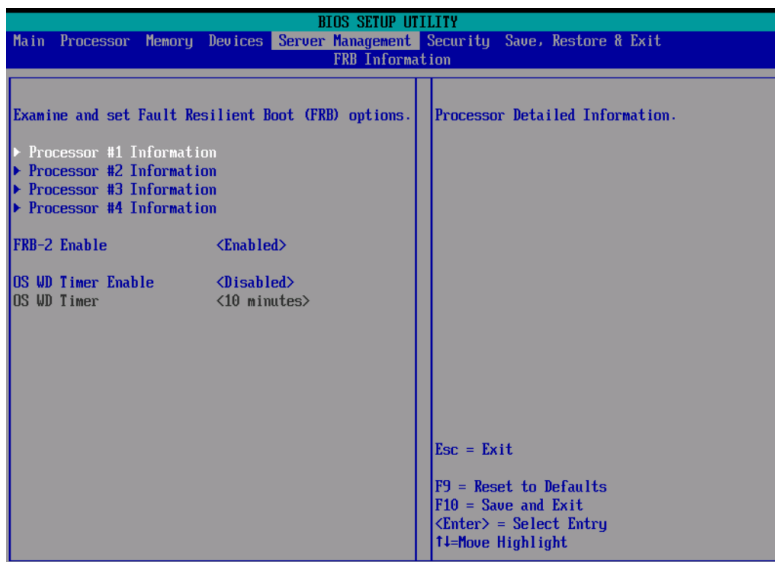 BIOS SETUP UTILITY
Main Processor Memory Devices Server Management Security Save, Restore & Exit
FRB Information
Examine and set Fault Resilient Boot (FRB) options.
▶ Processor #1 Information
▶ Processor #2 Information
▶ Processor #3 Information
▶ Processor #4 Information
FRB-2 Enable <Enabled>
OS WD Timer Enable <Disabled>
OS WD Timer <10 minutes>
Processor Detailed Information.
Esc = Exit
F9 = Reset to Defaults
F10 = Save and Exit
<Enter> = Select Entry
↑↓=Move Highlight